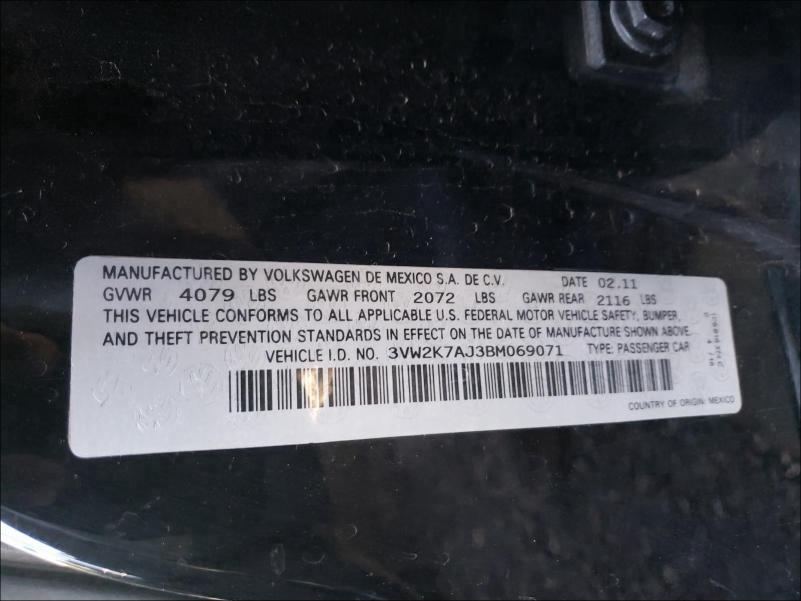 MANUFACTURED BY VOLKSWAGEN DE MEXICO S.A. DE C.V. DATE 02.11
GVWR 4079 LBS GAWR FRONT 2072 LBS GAWR REAR 2116 LBS
THIS VEHICLE CONFORMS TO ALL APPLICABLE U.S. FEDERAL MOTOR VEHICLE SAFETY, BUMPER,
AND THEFT PREVENTION STANDARDS IN EFFECT ON THE DATE OF MANUFACTURE SHOWN ABOVE.
VEHICLE I.D. NO. 3VW2K7AJ3BM069071 TYPE: PASSENGER CAR
COUNTRY OF ORIGIN: MEXICO